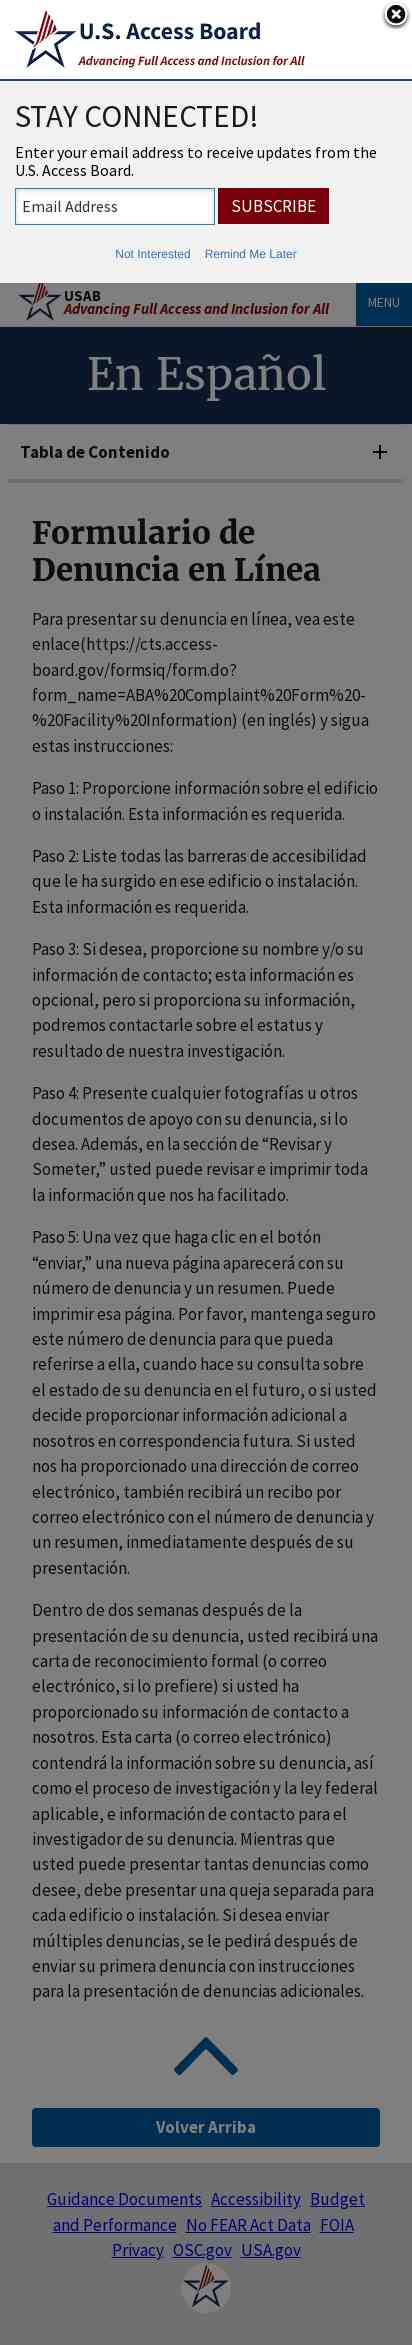 U.S. Access Board
Advancing Full Access and Inclusion for All
STAY CONNECTED!
Enter your email address to receive updates from the
U.S. Access Board.
Email Address
SUBSCRIBE
Not Interested Remind Me Later
USAB
Advancing Full Access and Inclusion for All
MENU
En Español
Tabla de Contenido
Formulario de
Denuncia en Línea
Para presentar su denuncia en línea, vea este
enlace(https://cts.access-
board.gov/formsiq/form.do?
form_name=ABA%20Complaint%20Form%20-
%20Facility%20Information) (en inglés) y sigua
estas instrucciones:
Paso 1: Proporcione información sobre el edificio
o instalación. Esta información es requerida.
Paso 2: Liste todas las barreras de accesibilidad
que le ha surgido en ese edificio o instalación.
Esta información es requerida.
Paso 3: Si desea, proporcione su nombre y/o su
información de contacto; esta información es
opcional, pero si proporciona su información,
podremos contactarle sobre el estatus y
resultado de nuestra investigación.
Paso 4: Presente cualquier fotografías u otros
documentos de apoyo con su denuncia, si lo
desea. Además, en la sección de “Revisar y
Someter,” usted puede revisar e imprimir toda
la información que nos ha facilitado.
Paso 5: Una vez que haga clic en el botón
“enviar,” una nueva página aparecerá con su
número de denuncia y un resumen. Puede
imprimir esa página. Por favor, mantenga seguro
este número de denuncia para que pueda
referirse a ella, cuando hace su consulta sobre
el estado de su denuncia en el futuro, o si usted
decide proporcionar información adicional a
nosotros en correspondencia futura. Si usted
nos ha proporcionado una dirección de correo
electrónico, también recibirá un recibo por
correo electrónico con el número de denuncia y
un resumen, inmediatamente después de su
presentación.
Dentro de dos semanas después de la
presentación de su denuncia, usted recibirá una
carta de reconocimiento formal (o correo
electrónico, si lo prefiere) si usted ha
proporcionado su información de contacto a
nosotros. Esta carta (o correo electrónico)
contendrá la información sobre su denuncia, así
como el proceso de investigación y la ley federal
aplicable, e información de contacto para el
investigador de su denuncia. Mientras que
usted puede presentar tantas denuncias como
desee, debe presentar una queja separada para
cada edificio o instalación. Si desea enviar
múltiples denuncias, se le pedirá después de
enviar su primera denuncia con instrucciones
para la presentación de denuncias adicionales.
Volver Arriba
Guidance Documents Accessibility Budget
and Performance No FEAR Act Data FOIA
Privacy OSC.gov USA.gov